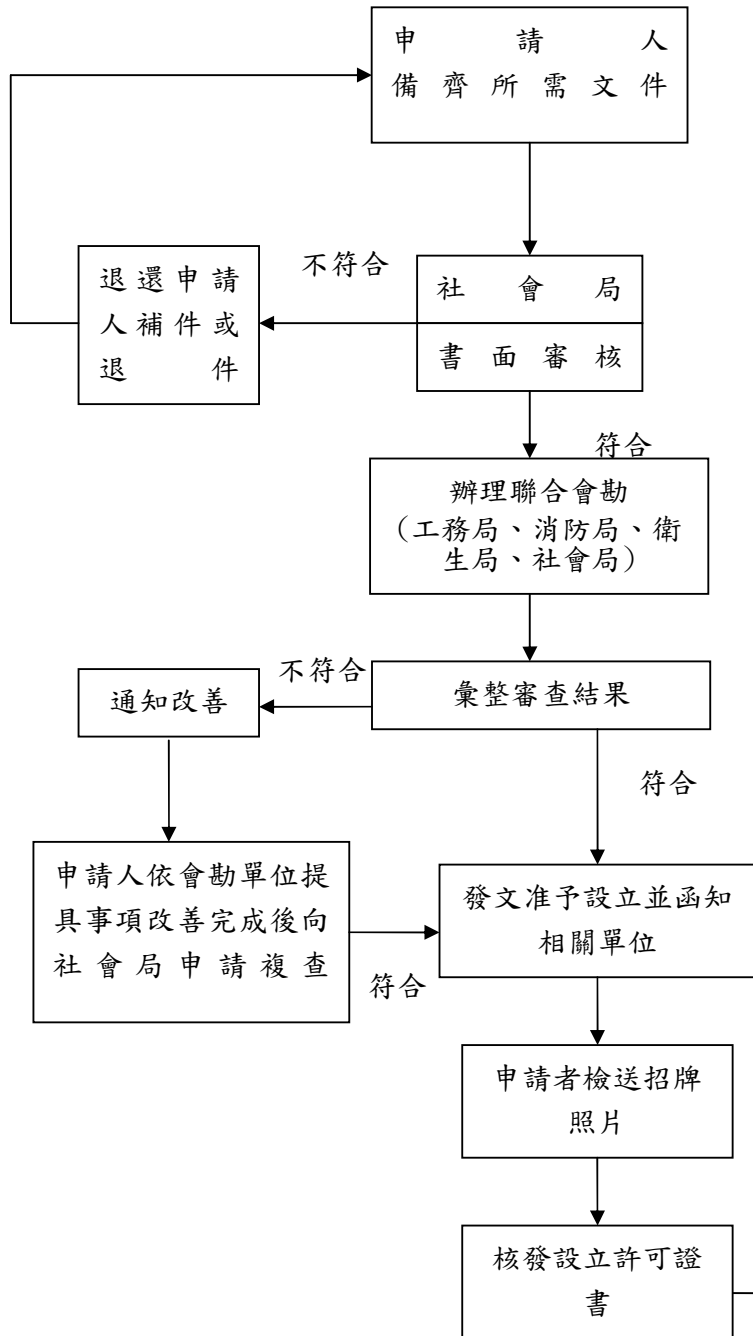 申請人
備齊所需文件
不符合
退還申請
人補件或
退件
社會局
書面審核
符合
辦理聯合會勘
（工務局、消防局、衛
生局、社會局）
不符合
通知改善
彙整審查結果
符合
申請人依會勘單位提
具事項改善完成後向
社會局申請複查
符合
發文准予設立並函知
相關單位
申請者檢送招牌
照片
核發設立許可證
書